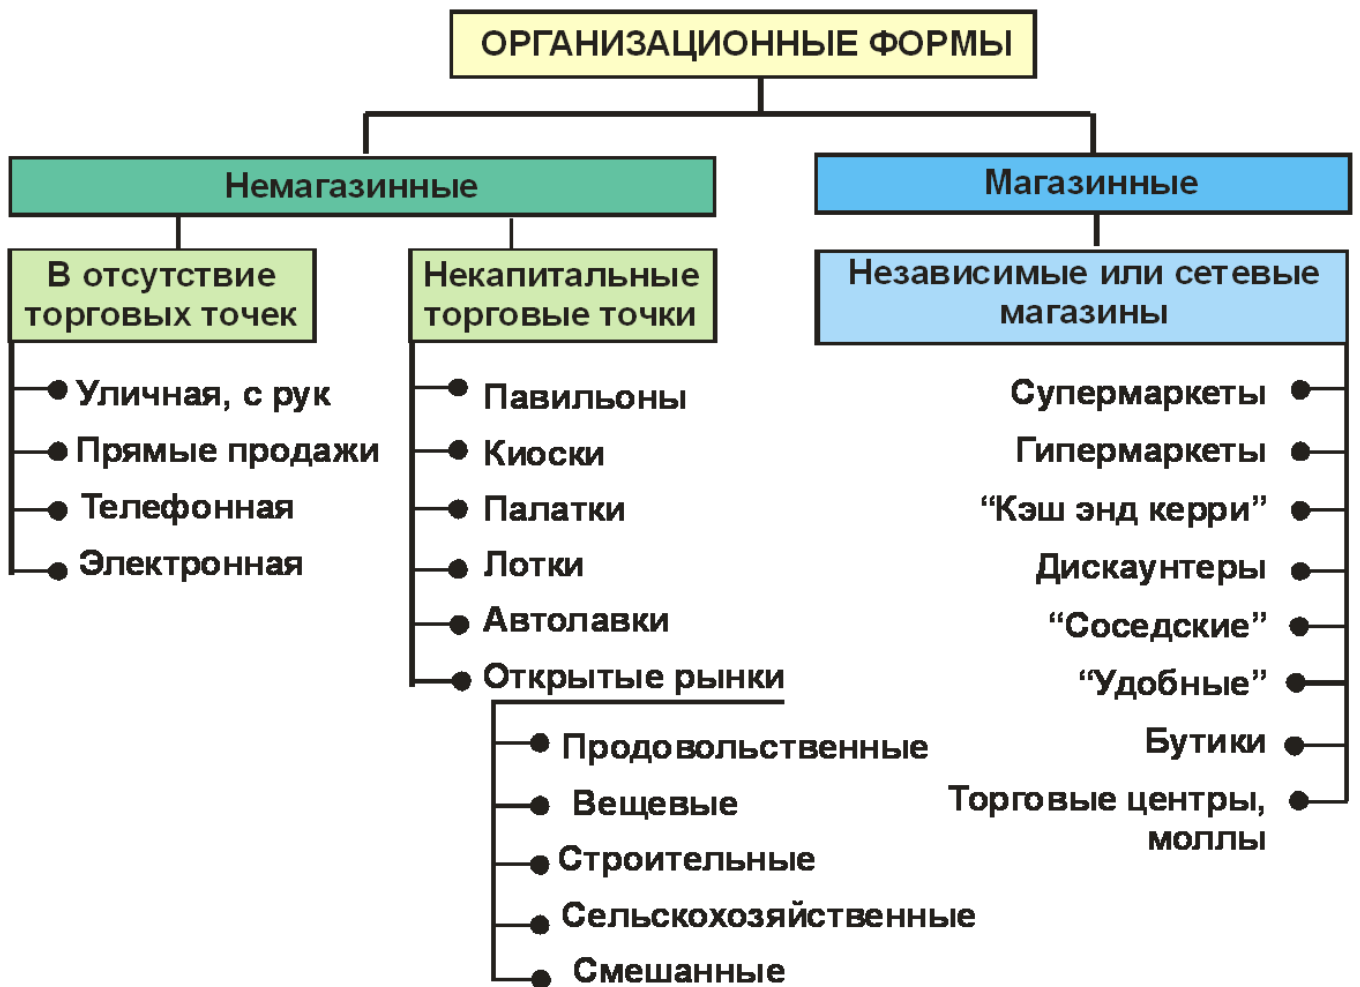 ОРГАНИЗАЦИОННЫЕ ФОРМЫ
Немагазинные
В отсутствие
торговых точек
Уличная, с рук
Прямые продажи
Телефонная
Электронная
Некапитальные
торговые точки
Павильоны
Киоски
Палатки
Лотки
Автолавки
Открытые рынки
Продовольственные
Вещевые
Строительные
Сельскохозяйственные
Смешанные
Магазинные
Независимые или сетевые
магазины
Супермаркеты
Гипермаркеты
“Кэш энд керри”
Дискаунтеры
“Соседские”
“Удобные”
Бутики
Торговые центры,
моллы